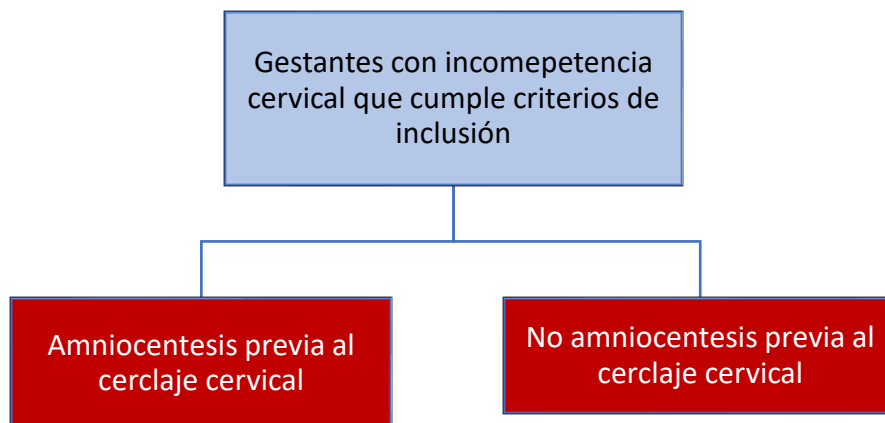 Gestantes con incomepetencia
cervical que cumple criterios de
inclusión
Amniocentesis previa al
cerclaje cervical
No amniocentesis previa al
cerclaje cervical